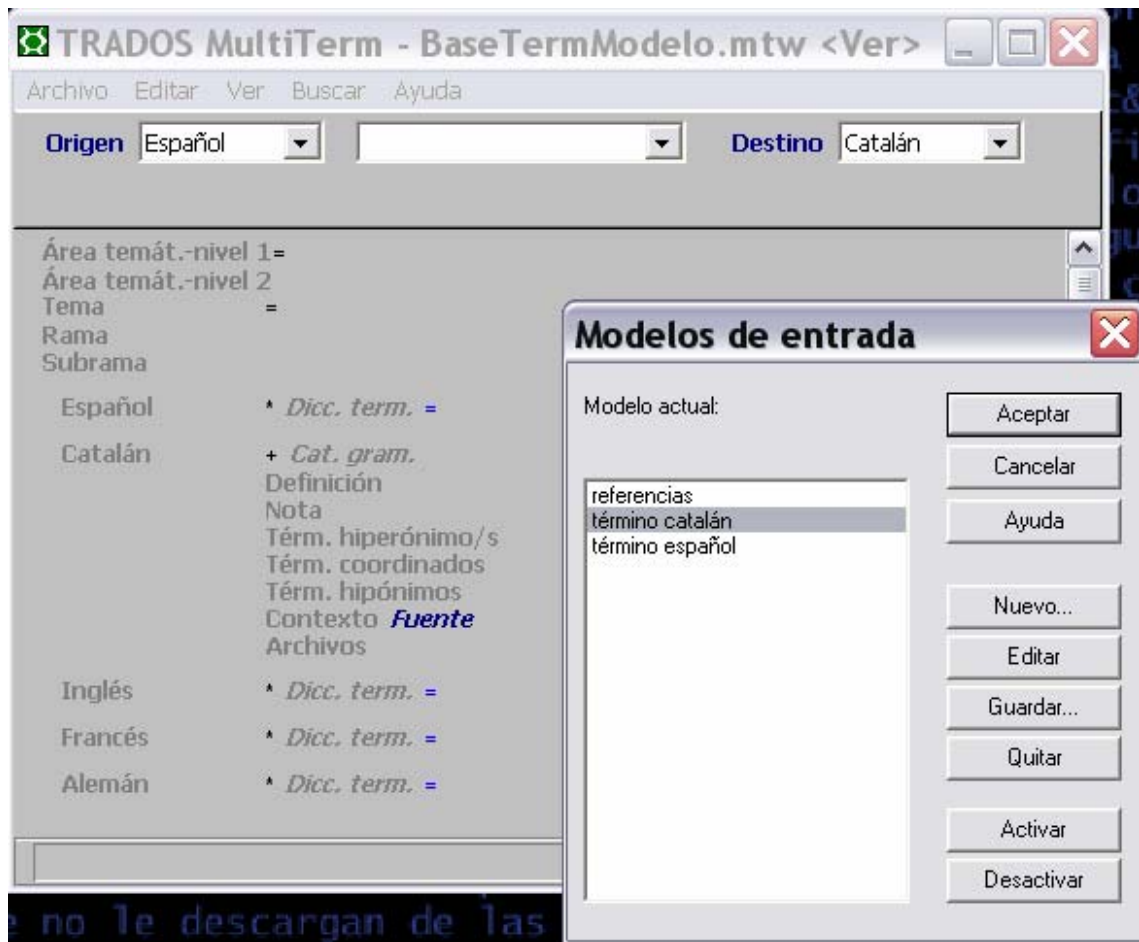 TRADOS MultiTerm - BaseTermModelo.mtw <Ver>
Archivo Editar Ver Buscar Ayuda
Origen Español Destino Catalán
Área temát.-nivel 1=
Área temát.-nivel 2
Tema =
Rama
Subrama
Español * Dicc. term. =
Catalán + Cat. gram.
Definición
Nota
Térm. hiperónimo/s
Térm. coordinados
Térm. hipónimos
Contexto Fuente
Archivos
Inglés * Dicc. term. =
Francés * Dicc. term. =
Alemán * Dicc. term. =
Modelos de entrada
Modelo actual:
referencias
término catalán
término español
Aceptar
Cancelar
Ayuda
Nuevo...
Editar
Guardar...
Quitar
Activar
Desactivar
no le descargan de las